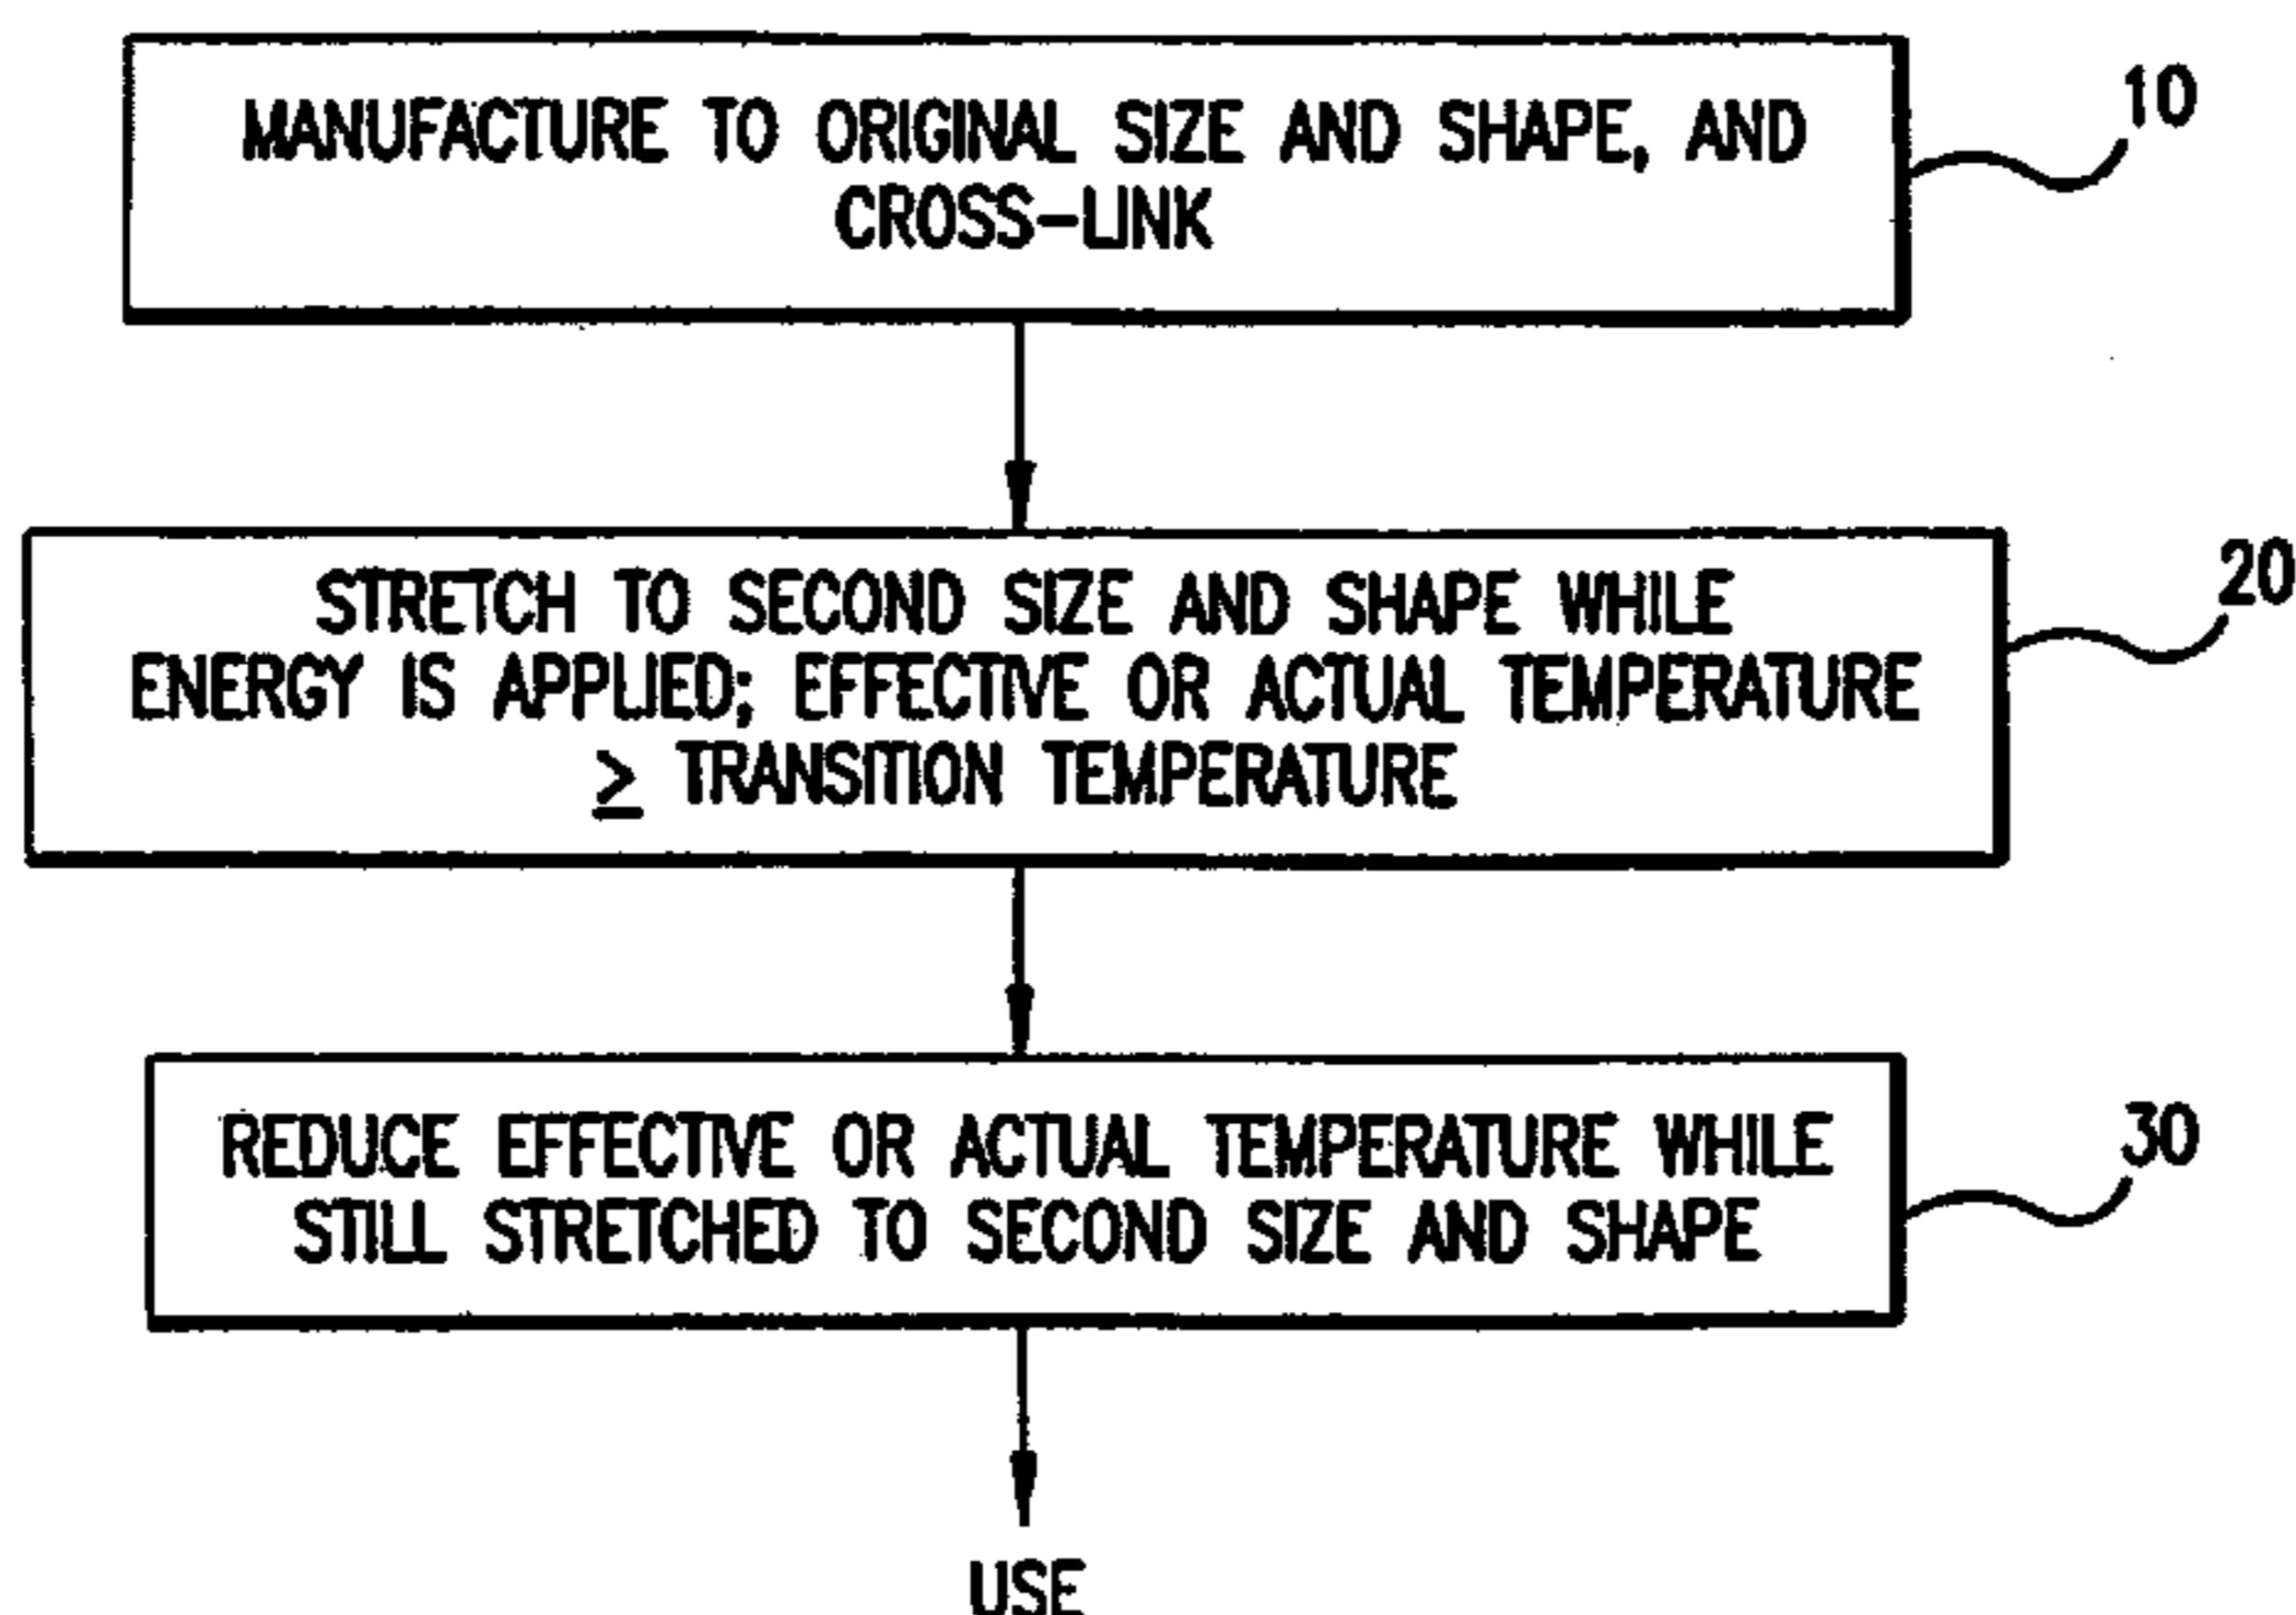 MANUFACTURE TO ORIGINAL SIZE AND SHAPE, AND
CROSS-LINK
10
STRETCH TO SECOND SIZE AND SHAPE WHILE
ENERGY IS APPLIED; EFFECTIVE OR ACTUAL TEMPERATURE
≥ TRANSITION TEMPERATURE
20
REDUCE EFFECTIVE OR ACTUAL TEMPERATURE WHILE
STILL STRETCHED TO SECOND SIZE AND SHAPE
30
USE